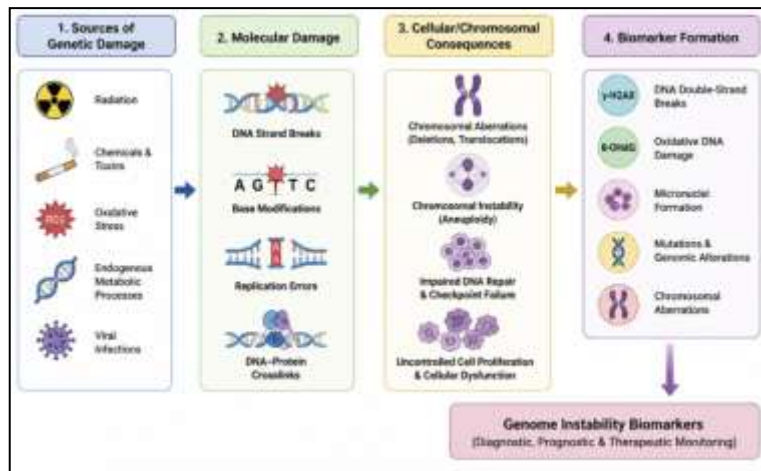 1. Sources of
Genetic Damage
Radiation
Chemicals &
Toxins
ROS
Oxidative
Stress
Endogenous
Metabolic
Processes
Viral
Infections
2. Molecular Damage
DNA Strand Breaks
A G T T C
Base Modifications
Replication Errors
DNA–Protein
Crosslinks
3. Cellular/Chromosomal
Consequences
Chromosomal Aberrations
(Deletions, Translocations)
Chromosomal Instability
(Aneuploidy)
Impaired DNA Repair
& Checkpoint Failure
Uncontrolled Cell Proliferation
& Cellular Dysfunction
4. Biomarker Formation
γ-H2AX
DNA Double-Strand
Breaks
8-OHdG
Oxidative DNA
Damage
Micronuclei
Formation
Mutations &
Genomic Alterations
Chromosomal
Aberrations
Genome Instability Biomarkers
(Diagnostic, Prognostic & Therapeutic Monitoring)